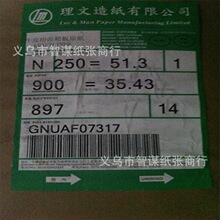 理文造纸有限公司
Lee & Man Paper Manufacturing Limited
N 250 = 51.3 1
义乌市智谋纸张商行
900 = 35.43
897 14
义乌市智谋纸张商行
GNUAF07317